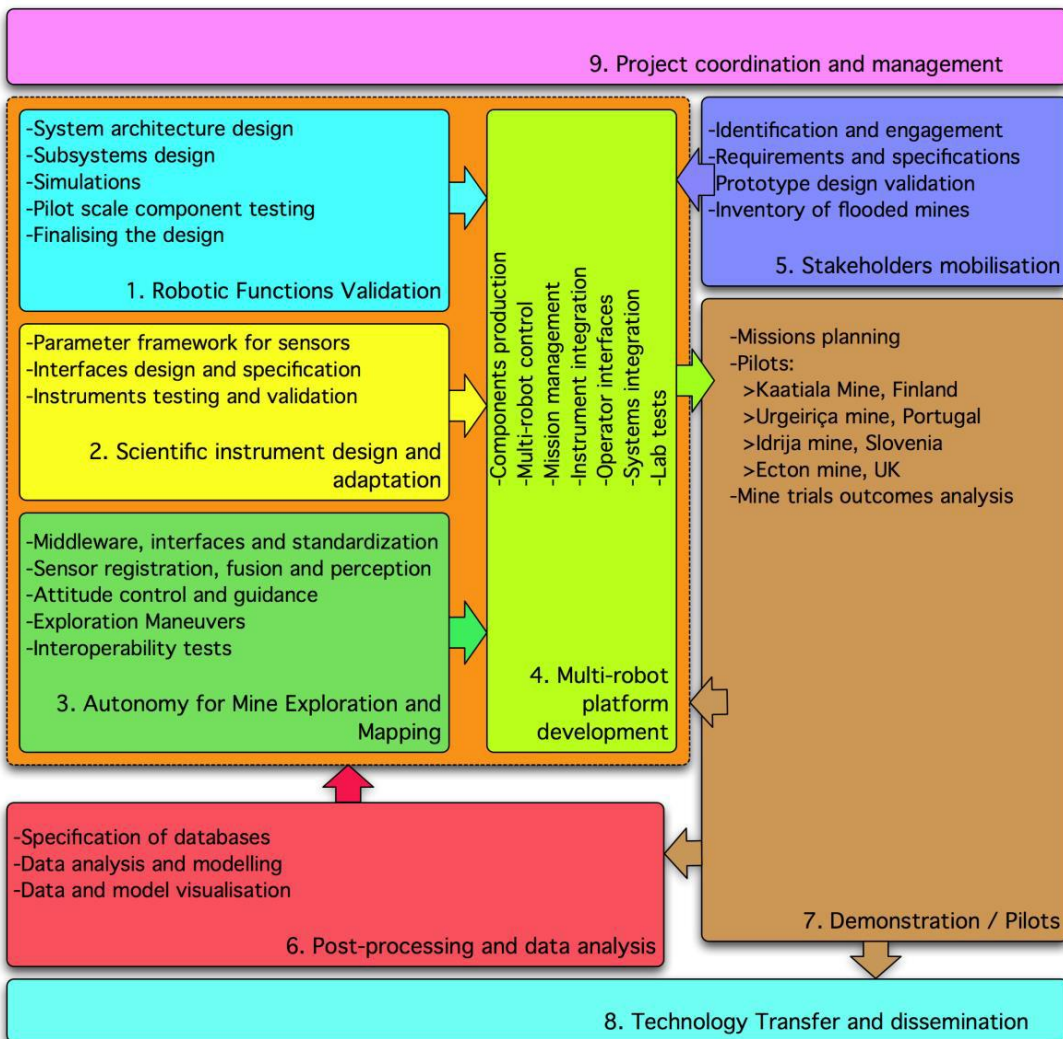 9. Project coordination and management
-System architecture design
-Subsystems design
-Simulations
-Pilot scale component testing
-Finalising the design
1. Robotic Functions Validation
-Parameter framework for sensors
-Interfaces design and specification
-Instruments testing and validation
2. Scientific instrument design and
adaptation
-Middleware, interfaces and standardization
-Sensor registration, fusion and perception
-Attitude control and guidance
-Exploration Maneuvers
-Interoperability tests
3. Autonomy for Mine Exploration and
Mapping
-Components production
-Multi-robot control
-Mission management
-Instrument integration
-Operator interfaces
-Systems integration
-Lab tests
4. Multi-robot
platform
development
-Identification and engagement
-Requirements and specifications
Prototype design validation
-Inventory of flooded mines
5. Stakeholders mobilisation
-Missions planning
-Pilots:
>Kaatiala Mine, Finland
>Urgeiriça mine, Portugal
>Idrija mine, Slovenia
>Ecton mine, UK
-Mine trials outcomes analysis
7. Demonstration / Pilots
-Specification of databases
-Data analysis and modelling
-Data and model visualisation
6. Post-processing and data analysis
8. Technology Transfer and dissemination